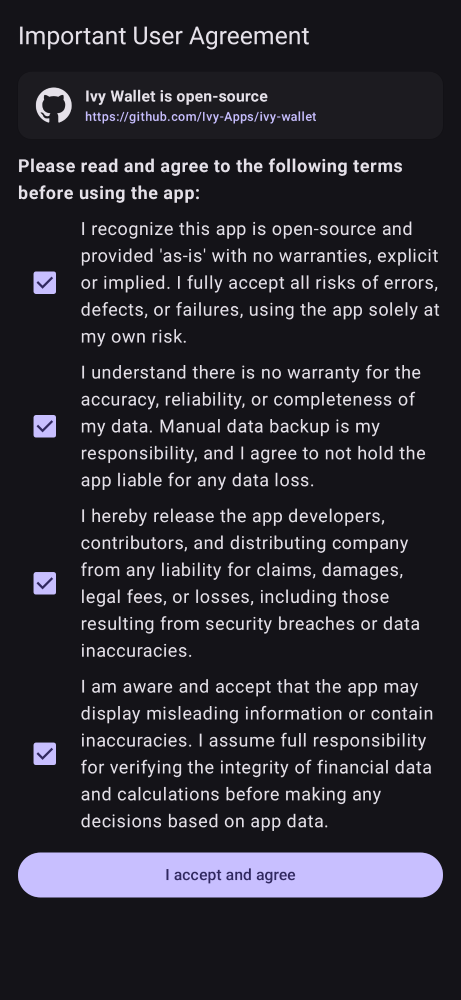 Important User Agreement
Ivy Wallet is open-source
https://github.com/Ivy-Apps/ivy-wallet
Please read and agree to the following terms
before using the app:
I recognize this app is open-source and
provided 'as-is' with no warranties, explicit
or implied. I fully accept all risks of errors,
defects, or failures, using the app solely at
my own risk.
I understand there is no warranty for the
accuracy, reliability, or completeness of
my data. Manual data backup is my
responsibility, and I agree to not hold the
app liable for any data loss.
I hereby release the app developers,
contributors, and distributing company
from any liability for claims, damages,
legal fees, or losses, including those
resulting from security breaches or data
inaccuracies.
I am aware and accept that the app may
display misleading information or contain
inaccuracies. I assume full responsibility
for verifying the integrity of financial data
and calculations before making any
decisions based on app data.
I accept and agree